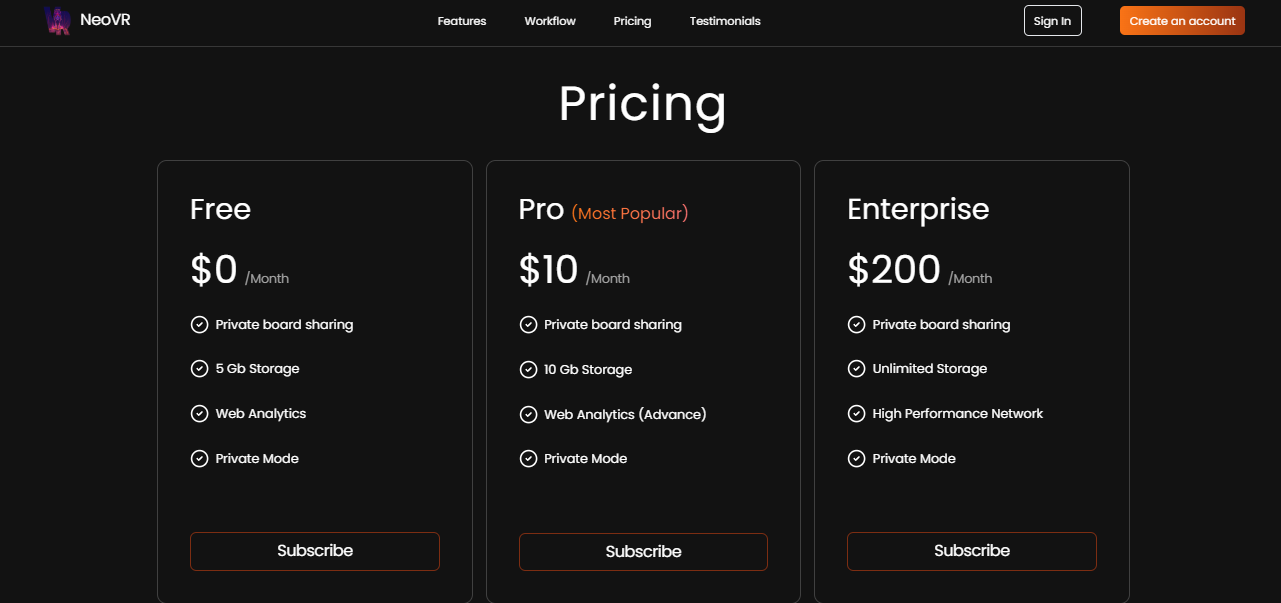 NeoVR
Features Workflow Pricing Testimonials
Sign In
Create an account
Pricing
Free
$0 /Month
Private board sharing
5 Gb Storage
Web Analytics
Private Mode
Subscribe
Pro (Most Popular)
$10 /Month
Private board sharing
10 Gb Storage
Web Analytics (Advance)
Private Mode
Subscribe
Enterprise
$200 /Month
Private board sharing
Unlimited Storage
High Performance Network
Private Mode
Subscribe